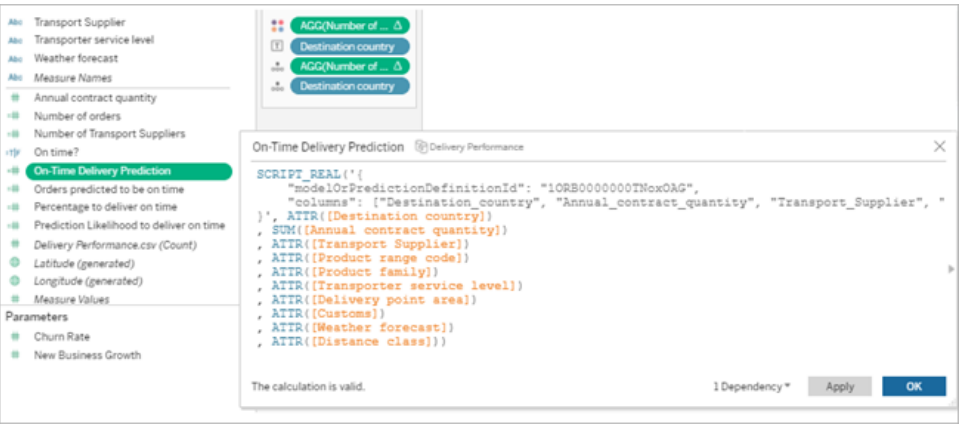 Abc Transport Supplier
Abc Transporter service level
Abc Weather forecast
Abc Measure Names
# Annual contract quantity
=# Number of orders
=# Number of Transport Suppliers
=T|F On time?
=# On-Time Delivery Prediction
=# Orders predicted to be on time
=# Percentage to deliver on time
=# Prediction Likelihood to deliver on time
# Delivery Performance.csv (Count)
Latitude (generated)
Longitude (generated)
# Measure Values
Parameters
# Churn Rate
# New Business Growth
AGG(Number of ... Δ
T Destination country
AGG(Number of ... Δ
Destination country
On-Time Delivery Prediction Delivery Performance
SCRIPT_REAL('{
"modelOrPredictionDefinitionId": "1ORB0000000TNoxOAG",
"columns": ["Destination_country", "Annual_contract_quantity", "Transport_Supplier", "
}', ATTR([Destination country])
, SUM([Annual contract quantity])
, ATTR([Transport Supplier])
, ATTR([Product range code])
, ATTR([Product family])
, ATTR([Transporter service level])
, ATTR([Delivery point area])
, ATTR([Customs])
, ATTR([Weather forecast])
, ATTR([Distance class]))
The calculation is valid.
1 Dependency
Apply
OK